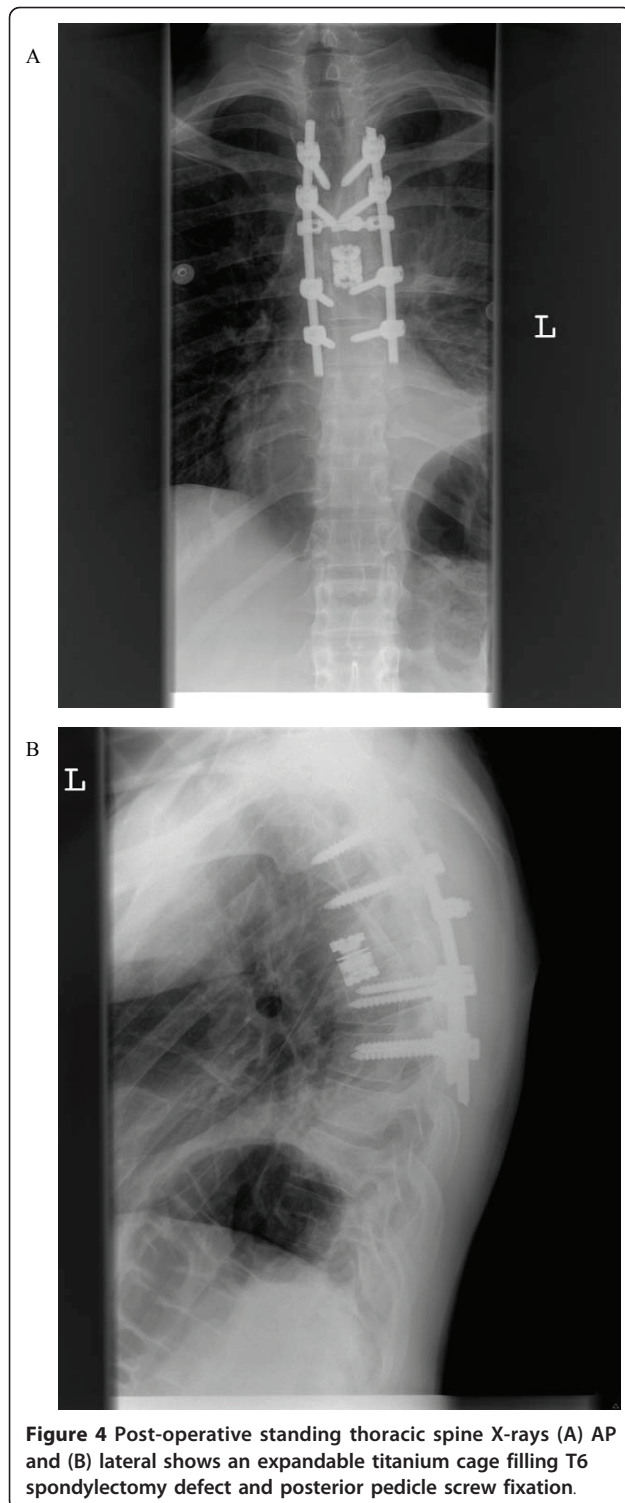 A
L
B
L
Figure 4 Post-operative standing thoracic spine X-rays (A) AP
and (B) lateral shows an expandable titanium cage filling T6
spondylectomy defect and posterior pedicle screw fixation.